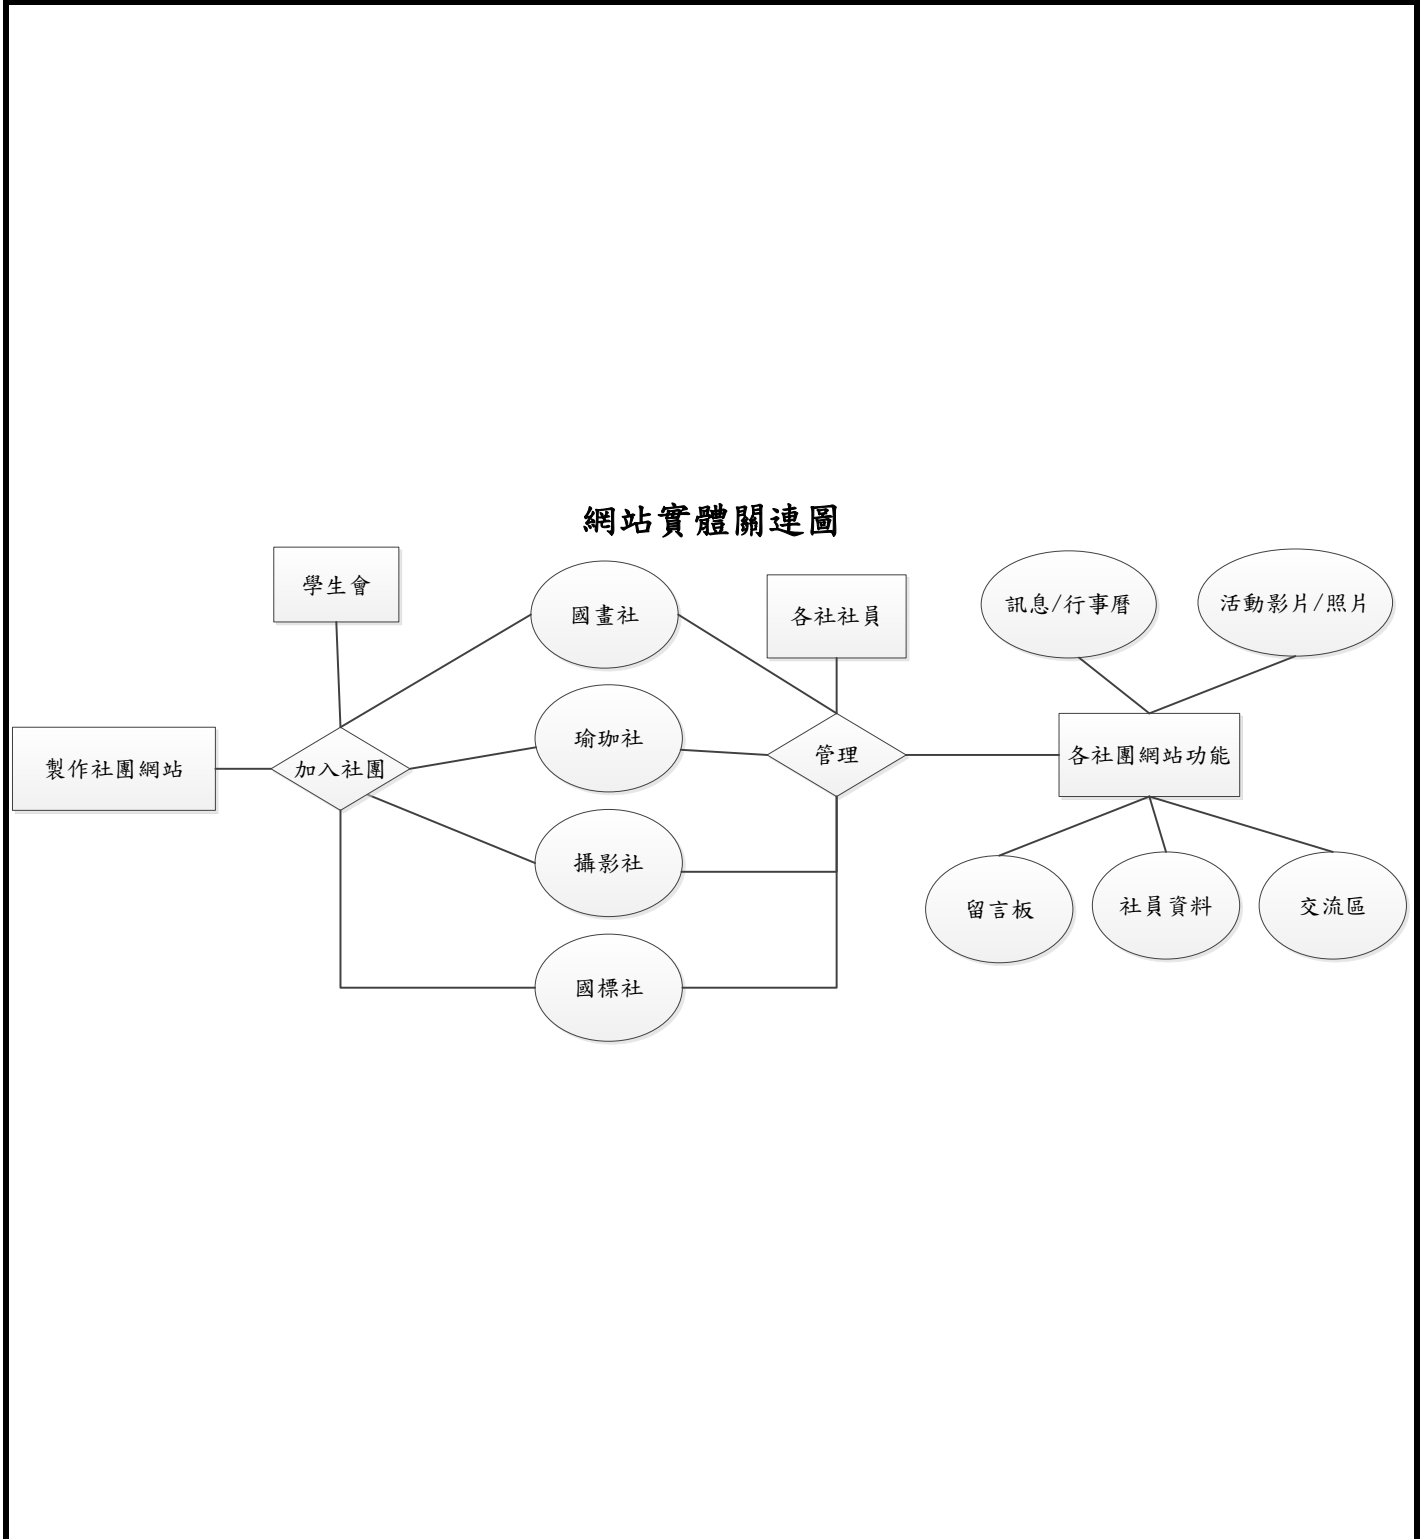 網站實體關連圖
學生會
國畫社
各社社員
訊息/行事曆
活動影片/照片
製作社團網站
加入社團
瑜珈社
管理
各社團網站功能
攝影社
留言板
社員資料
交流區
國標社